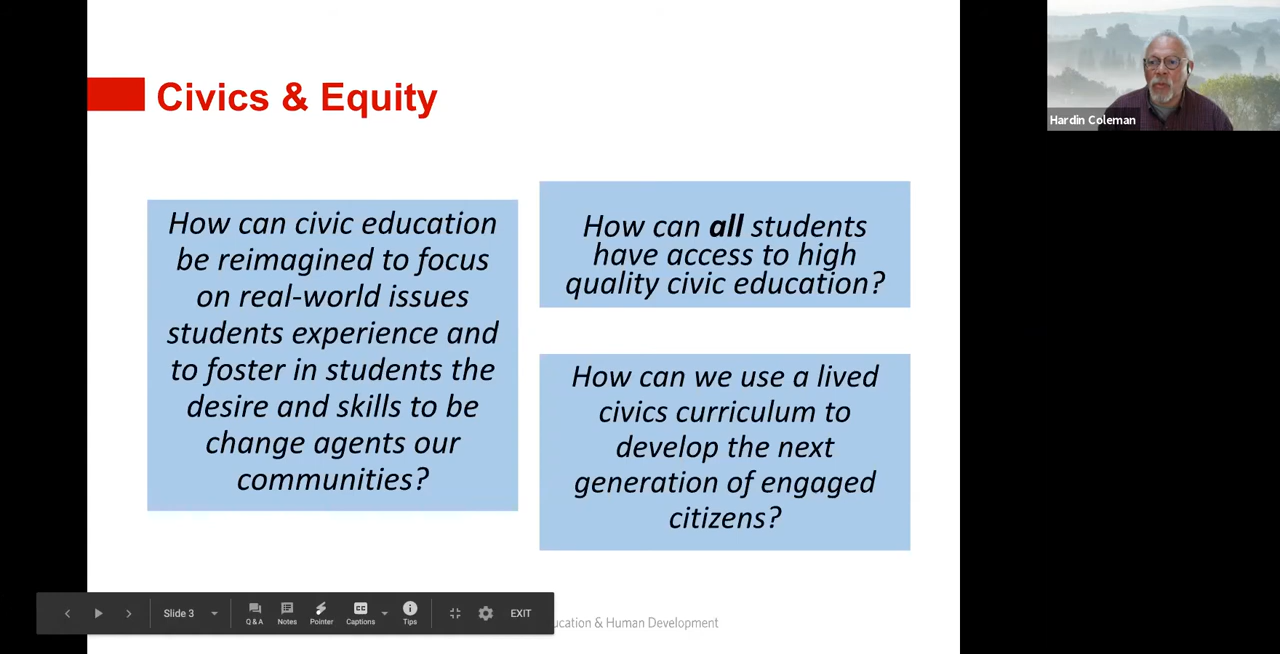 Civics & Equity
How can civic education
be reimagined to focus
on real-world issues
students experience and
to foster in students the
desire and skills to be
change agents our
communities?
How can all students
have access to high
quality civic education?
How can we use a lived
civics curriculum to
develop the next
generation of engaged
citizens?
Hardin Coleman
Slide 3
Q & A
Notes
Pointer
CC
Captions
Tips
EXIT
& Human Development